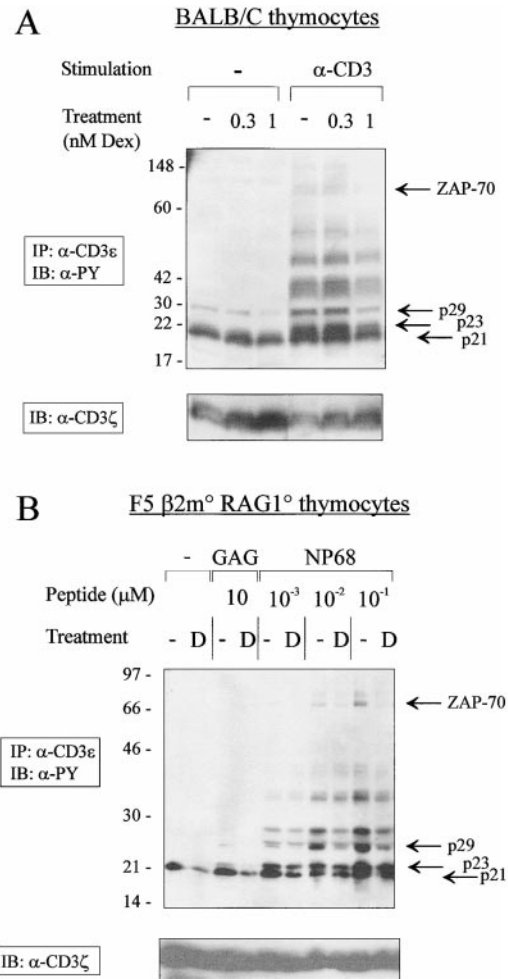 A
BALB/C thymocytes
Stimulation - α-CD3
Treatment (nM Dex) - 0.3 1 - 0.3 1
148 -
60 -
42 -
30 -
22 -
17 -
IP: α-CD3ε
IB: α-PY
ZAP-70
p29
p23
p21
IB: α-CD3ζ
B
F5 β2m° RAG1° thymocytes
- GAG NP68
Peptide (μM) 10 10⁻³ 10⁻² 10⁻¹
Treatment - D - D - D - D - D
97 -
66 -
46 -
30 -
21 -
14 -
IP: α-CD3ε
IB: α-PY
ZAP-70
p29
p23
p21
IB: α-CD3ζ